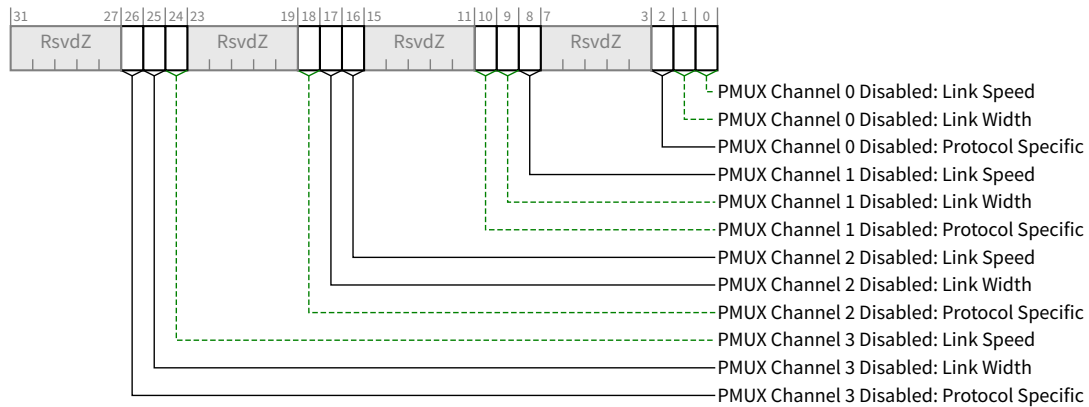 31 27 26 25 24 23 19 18 17 16 15 11 10 9 8 7 3 2 1 0
RsvdZ RsvdZ RsvdZ RsvdZ
PMUX Channel 0 Disabled: Link Speed
PMUX Channel 0 Disabled: Link Width
PMUX Channel 0 Disabled: Protocol Specific
PMUX Channel 1 Disabled: Link Speed
PMUX Channel 1 Disabled: Link Width
PMUX Channel 1 Disabled: Protocol Specific
PMUX Channel 2 Disabled: Link Speed
PMUX Channel 2 Disabled: Link Width
PMUX Channel 2 Disabled: Protocol Specific
PMUX Channel 3 Disabled: Link Speed
PMUX Channel 3 Disabled: Link Width
PMUX Channel 3 Disabled: Protocol Specific